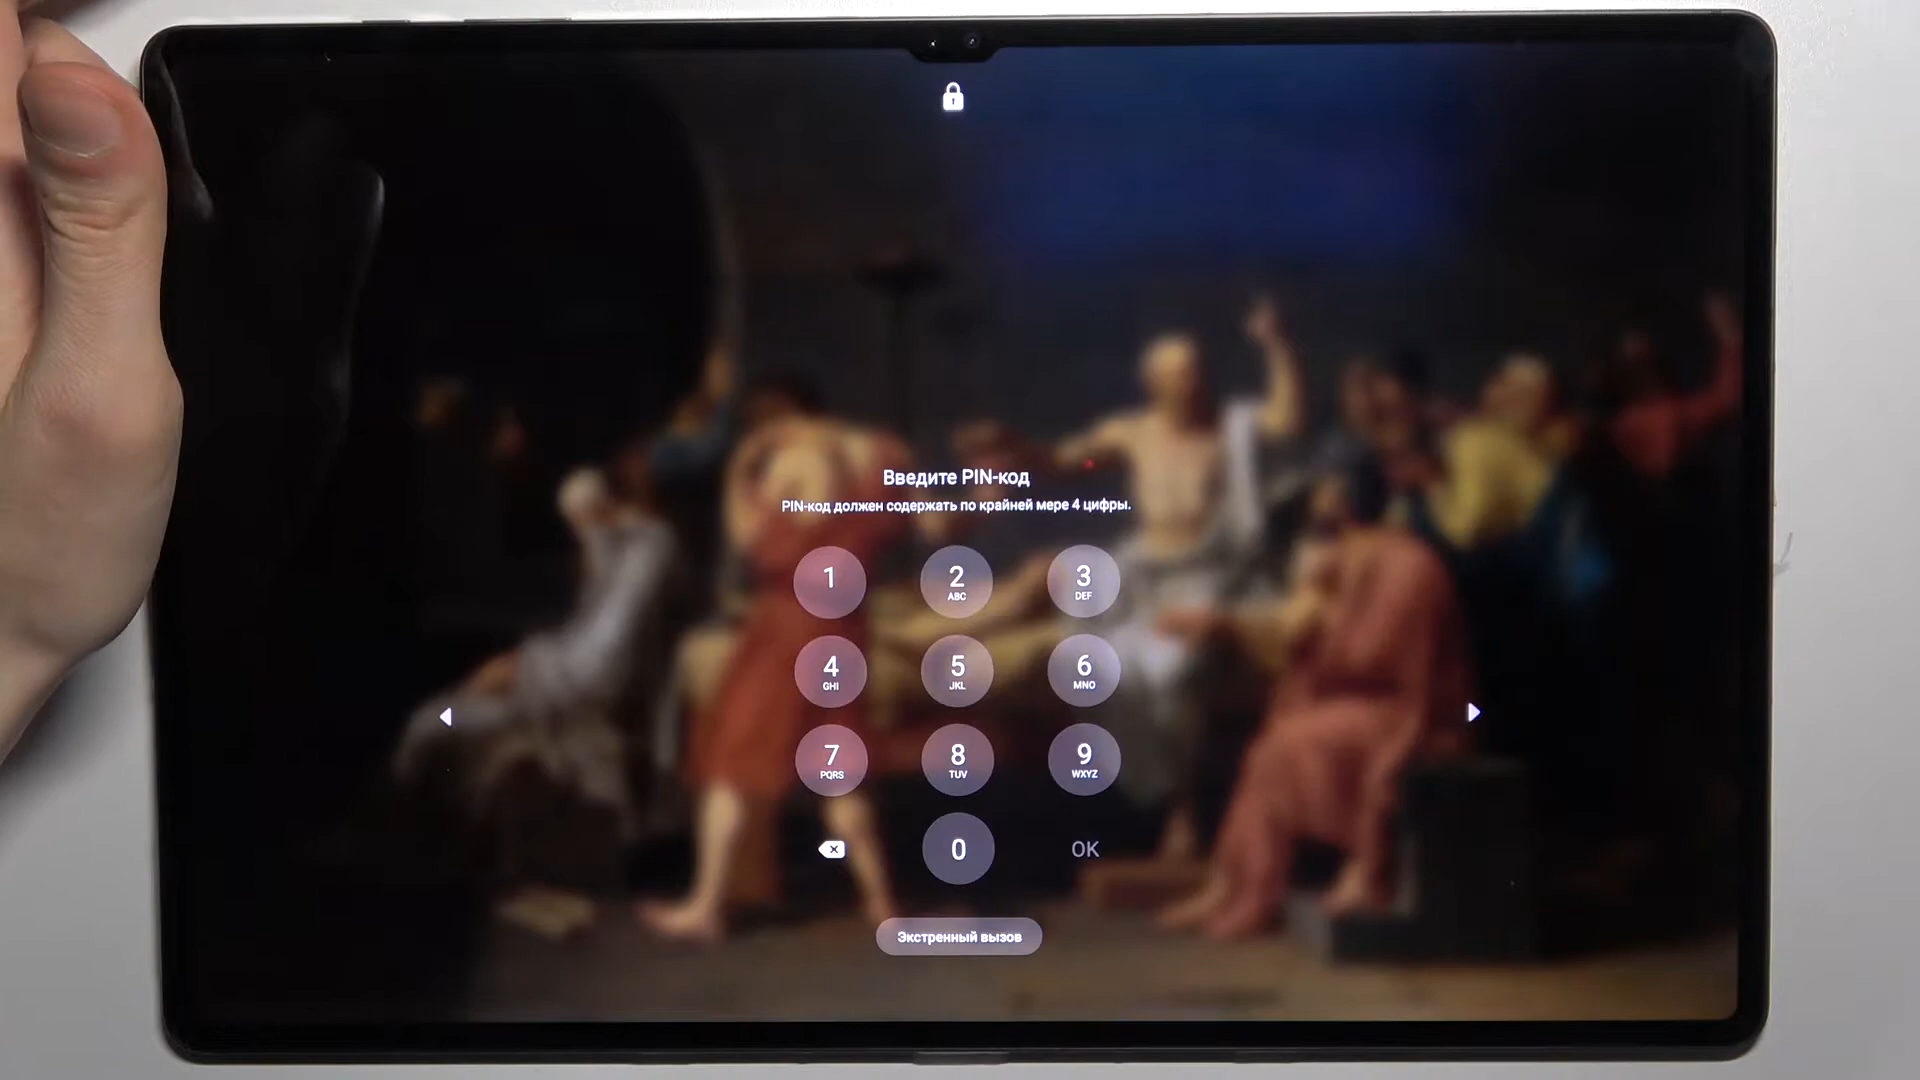 Введите PIN-код
PIN-код должен содержать по крайней мере 4 цифры.
1 2 3
ABC DEF
4 5 6
GHI JKL MNO
7 8 9
PQRS TUV WXYZ
0 OK
Экстренный вызов